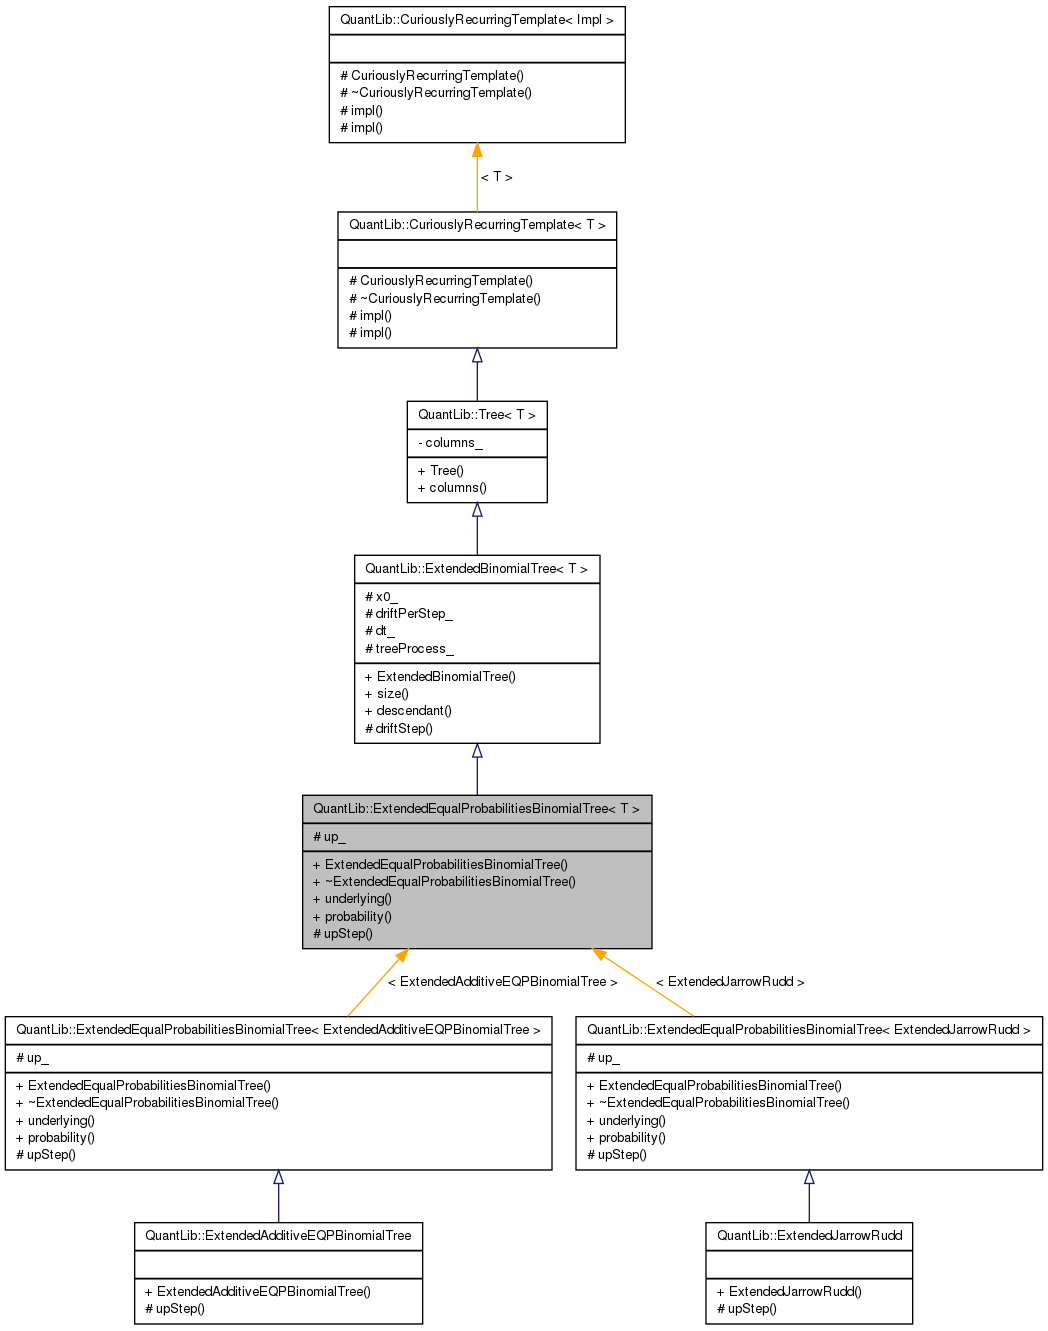 QuantLib::CuriouslyRecurringTemplate< Impl >
# CuriouslyRecurringTemplate()
# ~CuriouslyRecurringTemplate()
# impl()
# impl()
< T >
QuantLib::CuriouslyRecurringTemplate< T >
# CuriouslyRecurringTemplate()
# ~CuriouslyRecurringTemplate()
# impl()
# impl()
QuantLib::Tree< T >
- columns_
+ Tree()
+ columns()
QuantLib::ExtendedBinomialTree< T >
# x0_
# driftPerStep_
# dt_
# treeProcess_
+ ExtendedBinomialTree()
+ size()
+ descendant()
# driftStep()
QuantLib::ExtendedEqualProbabilitiesBinomialTree< T >
# up_
+ ExtendedEqualProbabilitiesBinomialTree()
+ ~ExtendedEqualProbabilitiesBinomialTree()
+ underlying()
+ probability()
# upStep()
< ExtendedAdditiveEQPBinomialTree >
< ExtendedJarrowRudd >
QuantLib::ExtendedEqualProbabilitiesBinomialTree< ExtendedAdditiveEQPBinomialTree >
# up_
+ ExtendedEqualProbabilitiesBinomialTree()
+ ~ExtendedEqualProbabilitiesBinomialTree()
+ underlying()
+ probability()
# upStep()
QuantLib::ExtendedEqualProbabilitiesBinomialTree< ExtendedJarrowRudd >
# up_
+ ExtendedEqualProbabilitiesBinomialTree()
+ ~ExtendedEqualProbabilitiesBinomialTree()
+ underlying()
+ probability()
# upStep()
QuantLib::ExtendedAdditiveEQPBinomialTree
+ ExtendedAdditiveEQPBinomialTree()
# upStep()
QuantLib::ExtendedJarrowRudd
+ ExtendedJarrowRudd()
# upStep()